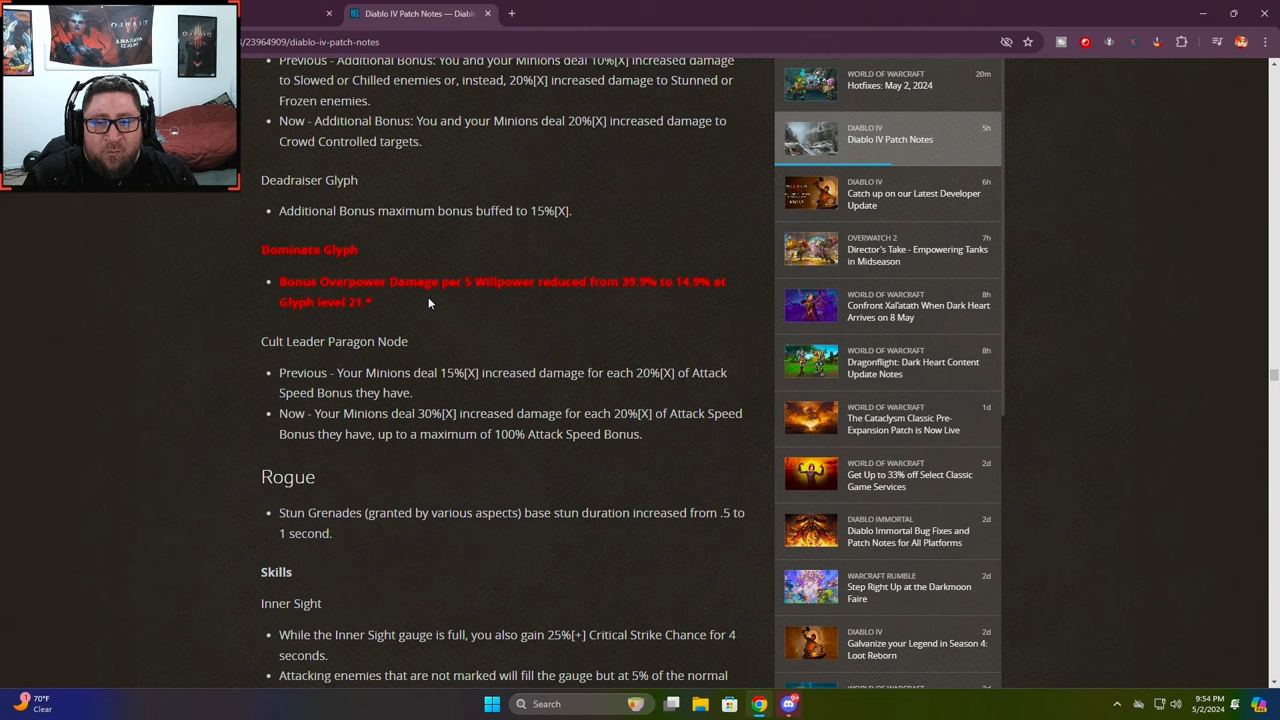 Diablo IV Patch Notes — Diabl
/23964909/diablo-iv-patch-notes
Previous - Additional Bonus: You and your Minions deal 10%[X] increased damage
to Slowed or Chilled enemies or, instead, 20%[X] increased damage to Stunned or
Frozen enemies.
Now - Additional Bonus: You and your Minions deal 20%[X] increased damage to
Crowd Controlled targets.
Deadraiser Glyph
Additional Bonus maximum bonus buffed to 15%[X].
Dominate Glyph
Bonus Overpower Damage per 5 Willpower reduced from 39.9% to 14.9% at
Glyph level 21 *
Cult Leader Paragon Node
Previous - Your Minions deal 15%[X] increased damage for each 20%[X] of Attack
Speed Bonus they have.
Now - Your Minions deal 30%[X] increased damage for each 20%[X] of Attack Speed
Bonus they have, up to a maximum of 100% Attack Speed Bonus.
Rogue
Stun Grenades (granted by various aspects) base stun duration increased from .5 to
1 second.
Skills
Inner Sight
While the Inner Sight gauge is full, you also gain 25%[+] Critical Strike Chance for 4
seconds.
Attacking enemies that are not marked will fill the gauge but at 5% of the normal
WORLD OF WARCRAFT 20m
Hotfixes: May 2, 2024
DIABLO IV 5h
Diablo IV Patch Notes
DIABLO IV 6h
Catch up on our Latest Developer
Update
OVERWATCH 2 7h
Director's Take - Empowering Tanks
in Midseason
WORLD OF WARCRAFT 8h
Confront Xal'atath When Dark Heart
Arrives on 8 May
WORLD OF WARCRAFT 8h
Dragonflight: Dark Heart Content
Update Notes
WORLD OF WARCRAFT 1d
The Cataclysm Classic Pre-
Expansion Patch is Now Live
WORLD OF WARCRAFT 2d
Get Up to 33% off Select Classic
Game Services
DIABLO IMMORTAL 2d
Diablo Immortal Bug Fixes and
Patch Notes for All Platforms
WARCRAFT RUMBLE 2d
Step Right Up at the Darkmoon
Faire
DIABLO IV 2d
Galvanize your Legend in Season 4:
Loot Reborn
70°F
Clear
Search
9:54 PM
5/2/2024